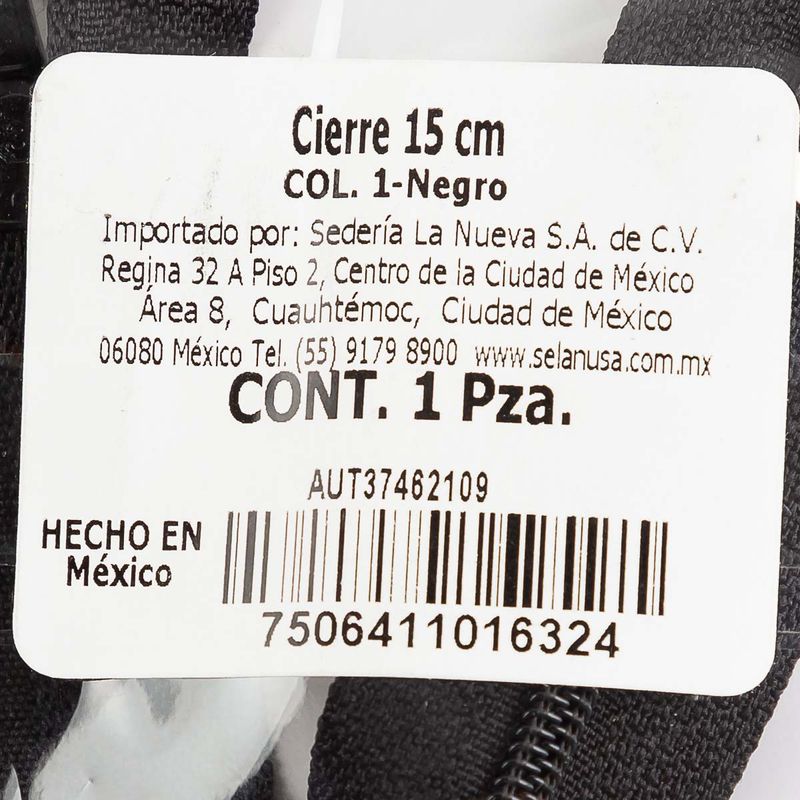 Cierre 15 cm
COL. 1-Negro
Importado por: Sedería La Nueva S.A. de C.V.
Regina 32 A Piso 2, Centro de la Ciudad de México
Área 8, Cuauhtémoc, Ciudad de México
06080 México Tel. (55) 9179 8900 www.selanusa.com.mx
CONT. 1 Pza.
AUT37462109
HECHO EN
México
7506411016324